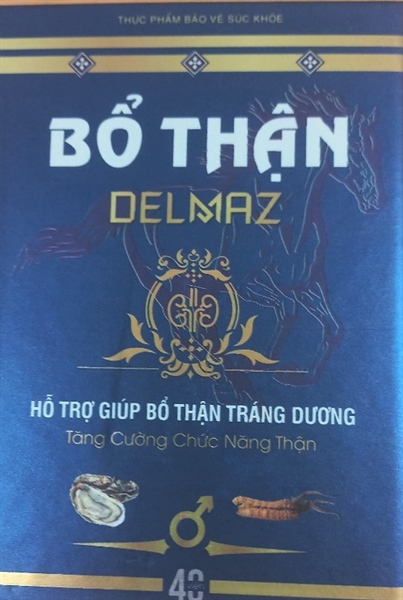 THỰC PHẨM BẢO VỆ SỨC KHỎE
BỔ THẬN
DELMAZ
HỖ TRỢ GIÚP BỔ THẬN TRÁNG DƯƠNG
Tăng Cường Chức Năng Thận
40